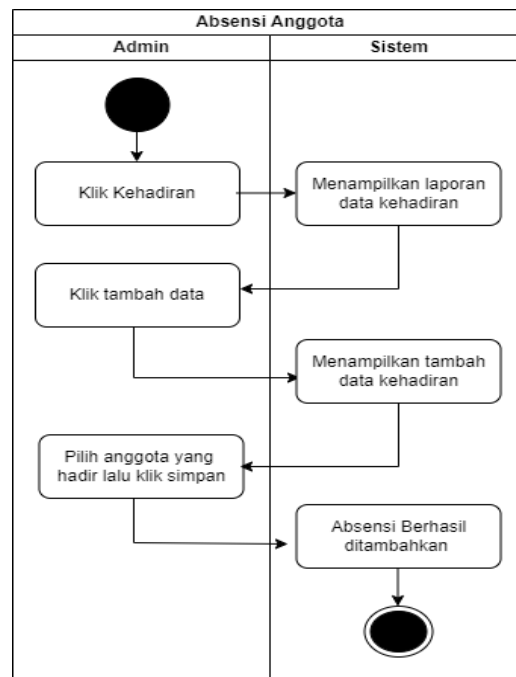 Absensi Anggota
Admin
Sistem
Klik Kehadiran
Menampilkan laporan
data kehadiran
Klik tambah data
Menampilkan tambah
data kehadiran
Pilih anggota yang
hadir lalu klik simpan
Absensi Berhasil
ditambahkan